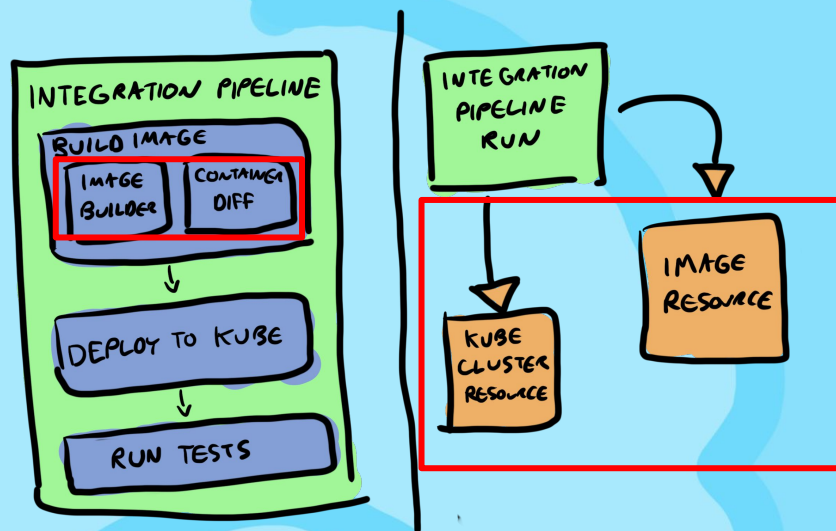 INTEGRATION PIPELINE
BUILD IMAGE
IMAGE
BUILDER
CONTAINER
DIFF
DEPLOY TO KUBE
RUN TESTS
INTEGRATION
PIPELINE
RUN
IMAGE
RESOURCE
KUBE
CLUSTER
RESOURCE